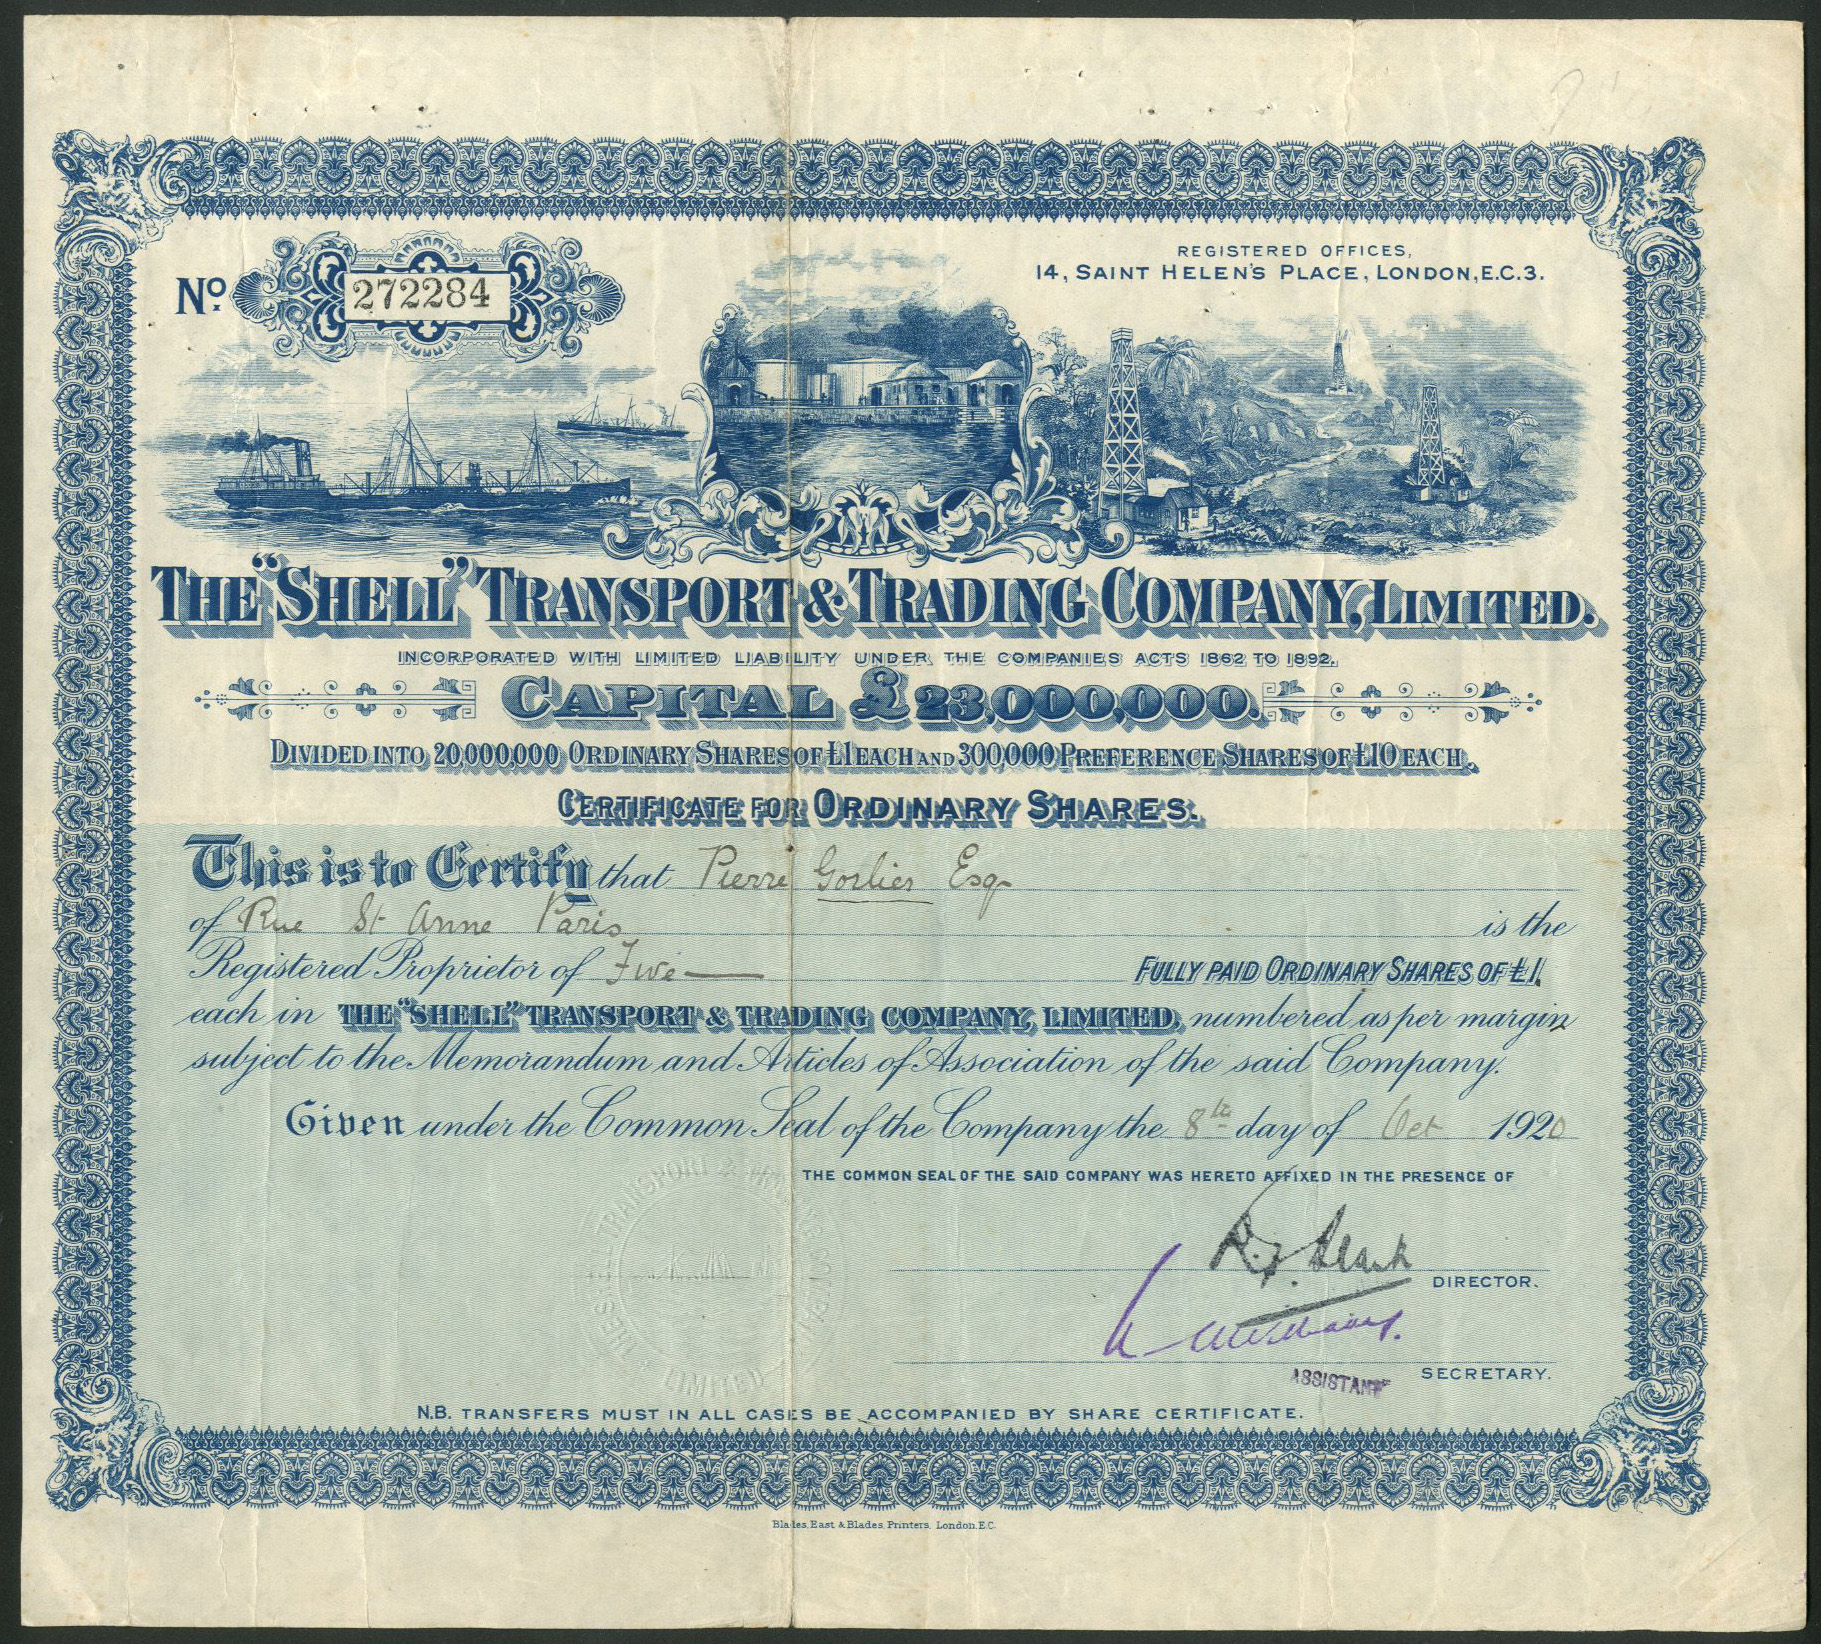 REGISTERED OFFICES,
14, SAINT HELEN'S PLACE, LONDON, E.C.3.
No. 272284
THE "SHELL" TRANSPORT & TRADING COMPANY, LIMITED.
INCORPORATED WITH LIMITED LIABILITY UNDER THE COMPANIES ACTS 1862 TO 1892.
CAPITAL £23,000,000.
DIVIDED INTO 20,000,000 ORDINARY SHARES OF £1 EACH AND 300,000 PREFERENCE SHARES OF £10 EACH.
CERTIFICATE FOR ORDINARY SHARES.
This is to Certify that Pierre Gorlier Esq
of Rue St Anne Paris is the
Registered Proprietor of Five FULLY PAID ORDINARY SHARES OF £1.
each in THE "SHELL" TRANSPORT & TRADING COMPANY, LIMITED, numbered as per margin
subject to the Memorandum and Articles of Association of the said Company.
Given under the Common Seal of the Company the 8th day of Oct 1920
THE COMMON SEAL OF THE SAID COMPANY WAS HERETO AFFIXED IN THE PRESENCE OF
DIRECTOR.
ASSISTANT SECRETARY.
THE "SHELL" TRANSPORT & TRADING COMPANY LIMITED
N.B. TRANSFERS MUST IN ALL CASES BE ACCOMPANIED BY SHARE CERTIFICATE.
Blades, East & Blades, Printers, London. E.C.